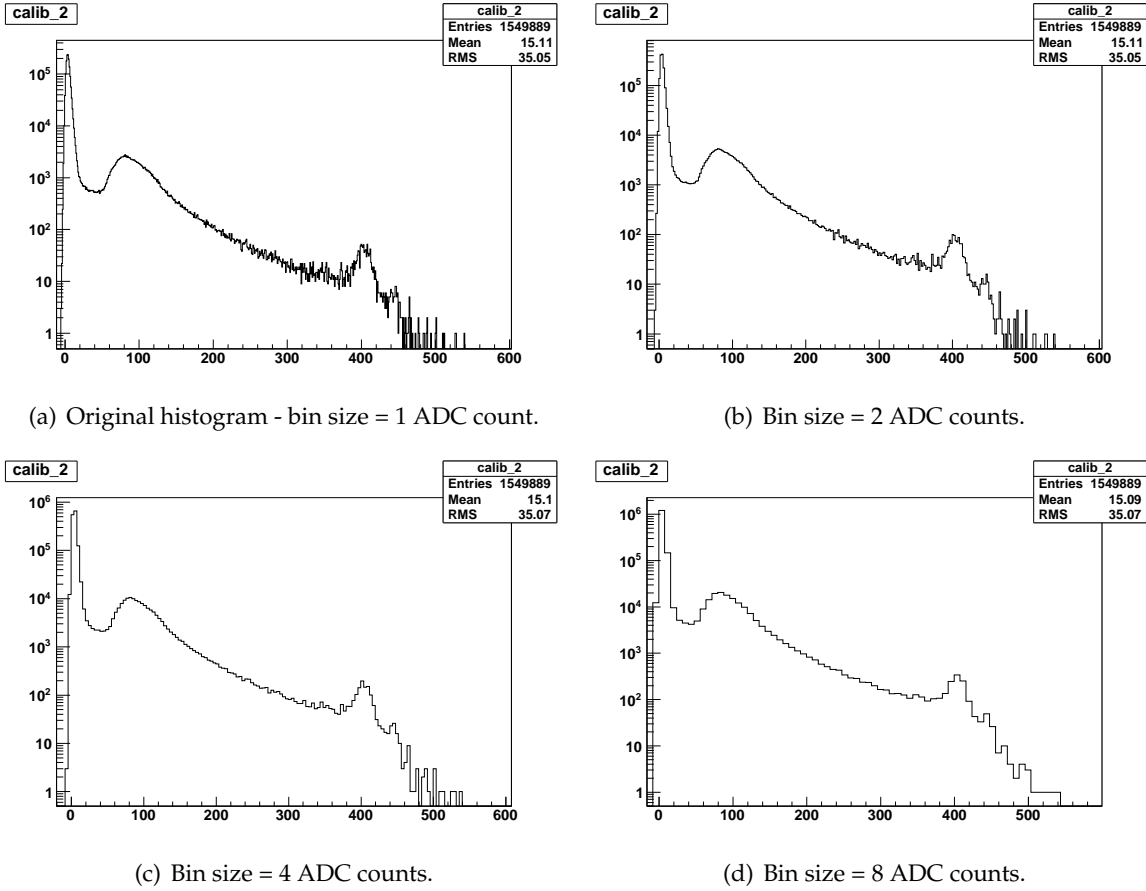 calib_2
calib_2
Entries 1549889
Mean 15.11
RMS 35.05
10^5
10^4
10^3
10^2
10
1
0 100 200 300 400 500 600
(a) Original histogram - bin size = 1 ADC count.
calib_2
calib_2
Entries 1549889
Mean 15.11
RMS 35.05
10^5
10^4
10^3
10^2
10
1
0 100 200 300 400 500 600
(b) Bin size = 2 ADC counts.
calib_2
calib_2
Entries 1549889
Mean 15.1
RMS 35.07
10^6
10^5
10^4
10^3
10^2
10
1
0 100 200 300 400 500 600
(c) Bin size = 4 ADC counts.
calib_2
calib_2
Entries 1549889
Mean 15.09
RMS 35.07
10^6
10^5
10^4
10^3
10^2
10
1
0 100 200 300 400 500
(d) Bin size = 8 ADC counts.